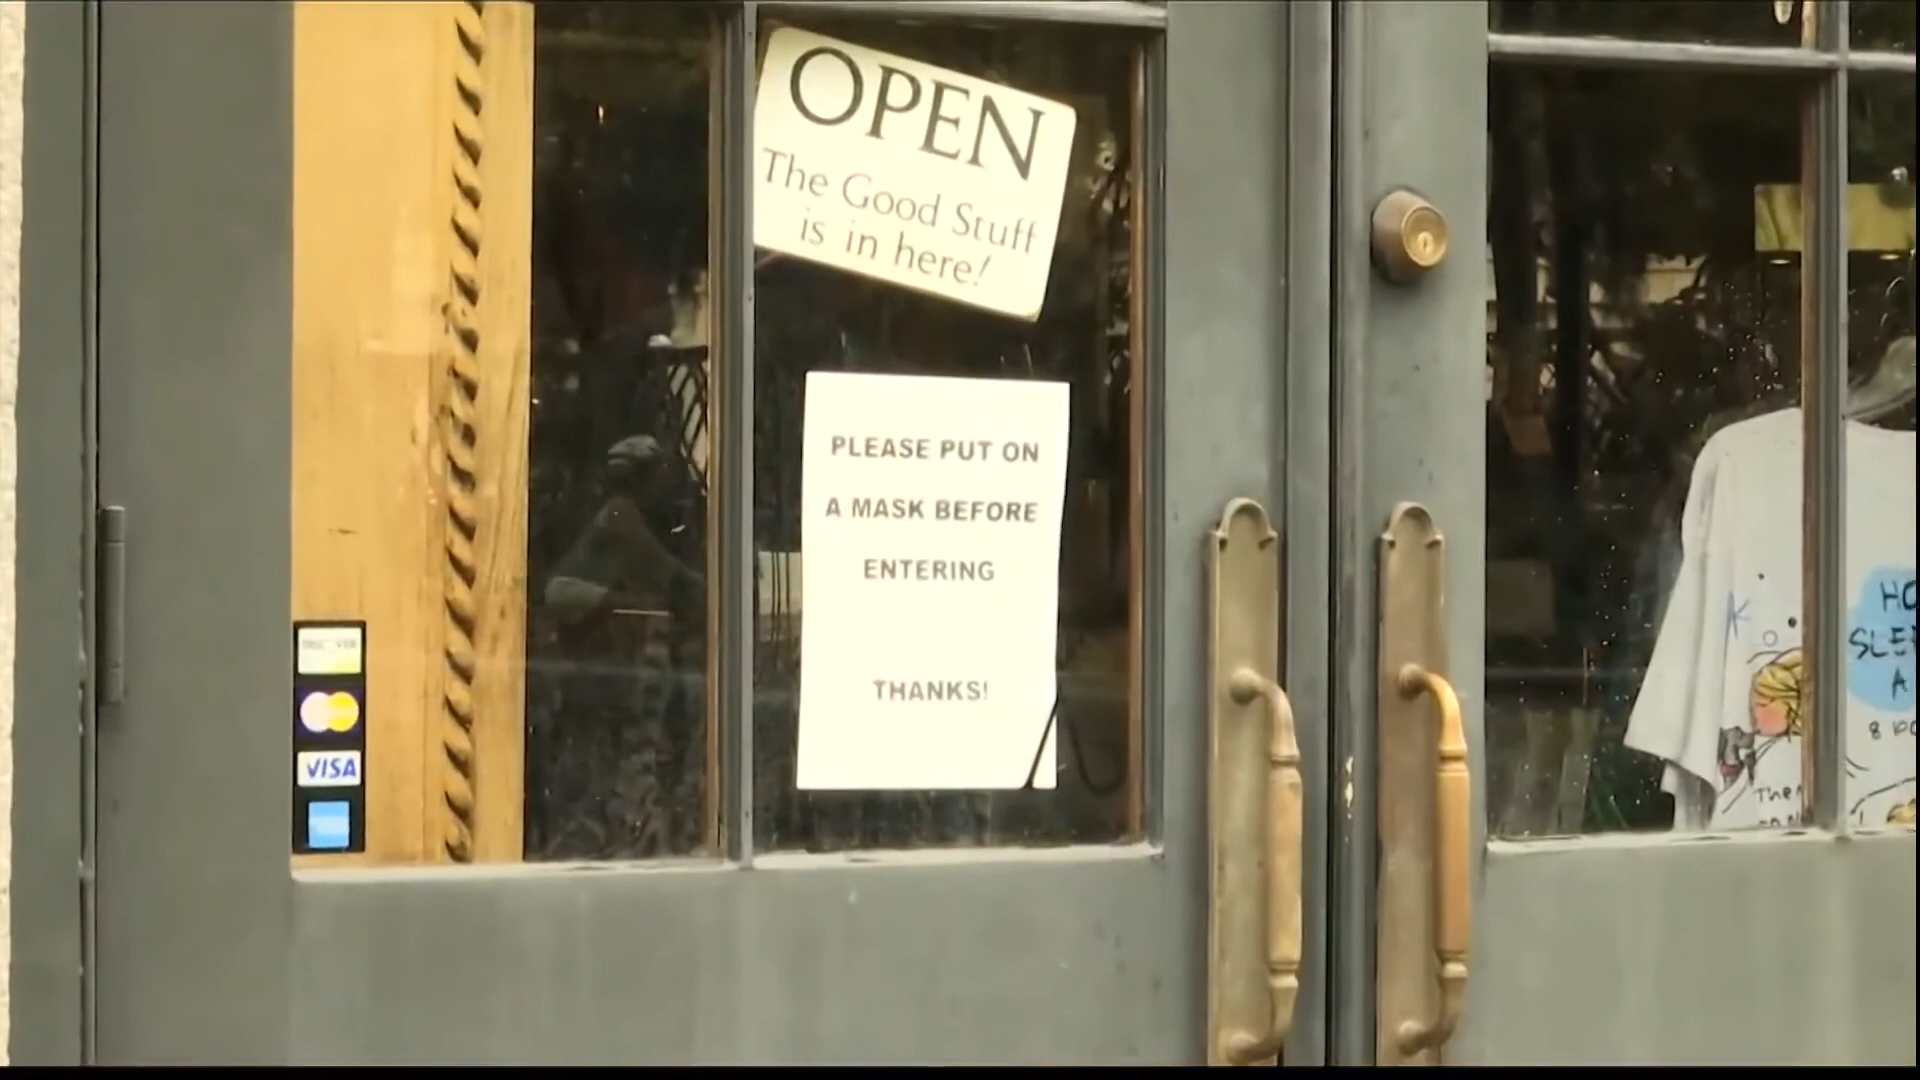 OPEN
The Good Stuff
is in here!
PLEASE PUT ON
A MASK BEFORE
ENTERING
THANKS!
VISA